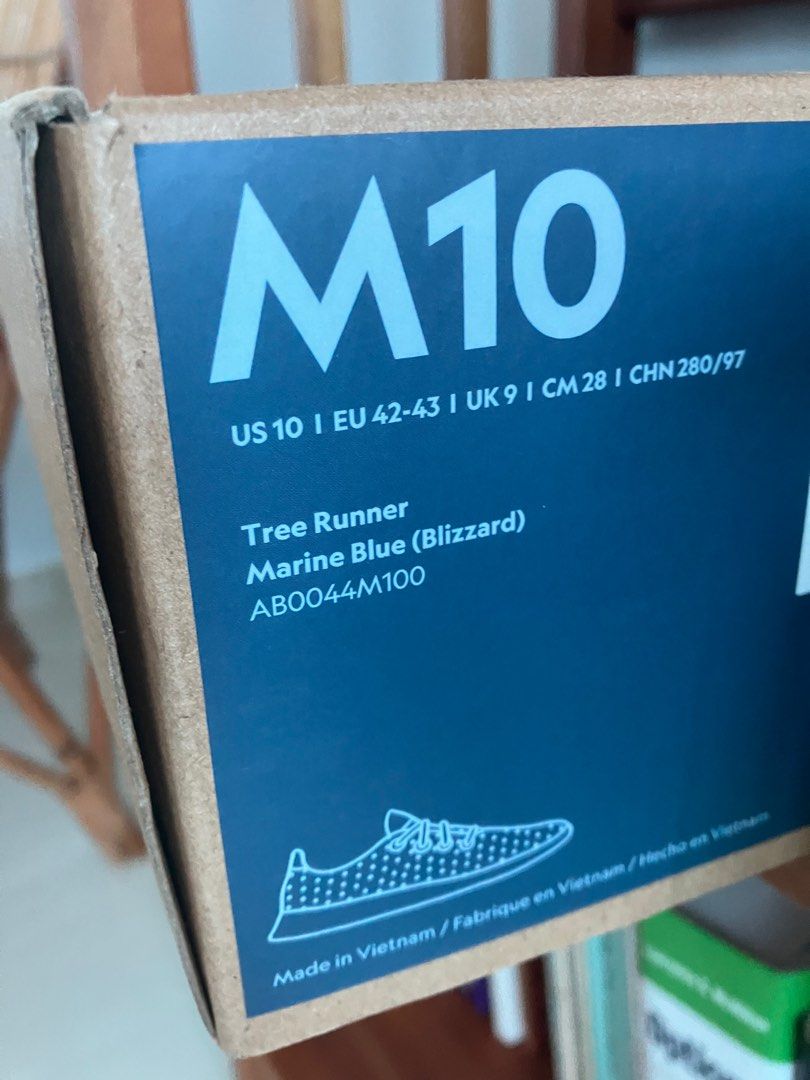 M10
US 10 I EU 42-43 I UK 9 I CM 28 I CHN 280/97
Tree Runner
Marine Blue (Blizzard)
AB0044M100
Made in Vietnam / Fabrique en Vietnam / Hecho en Vietnam